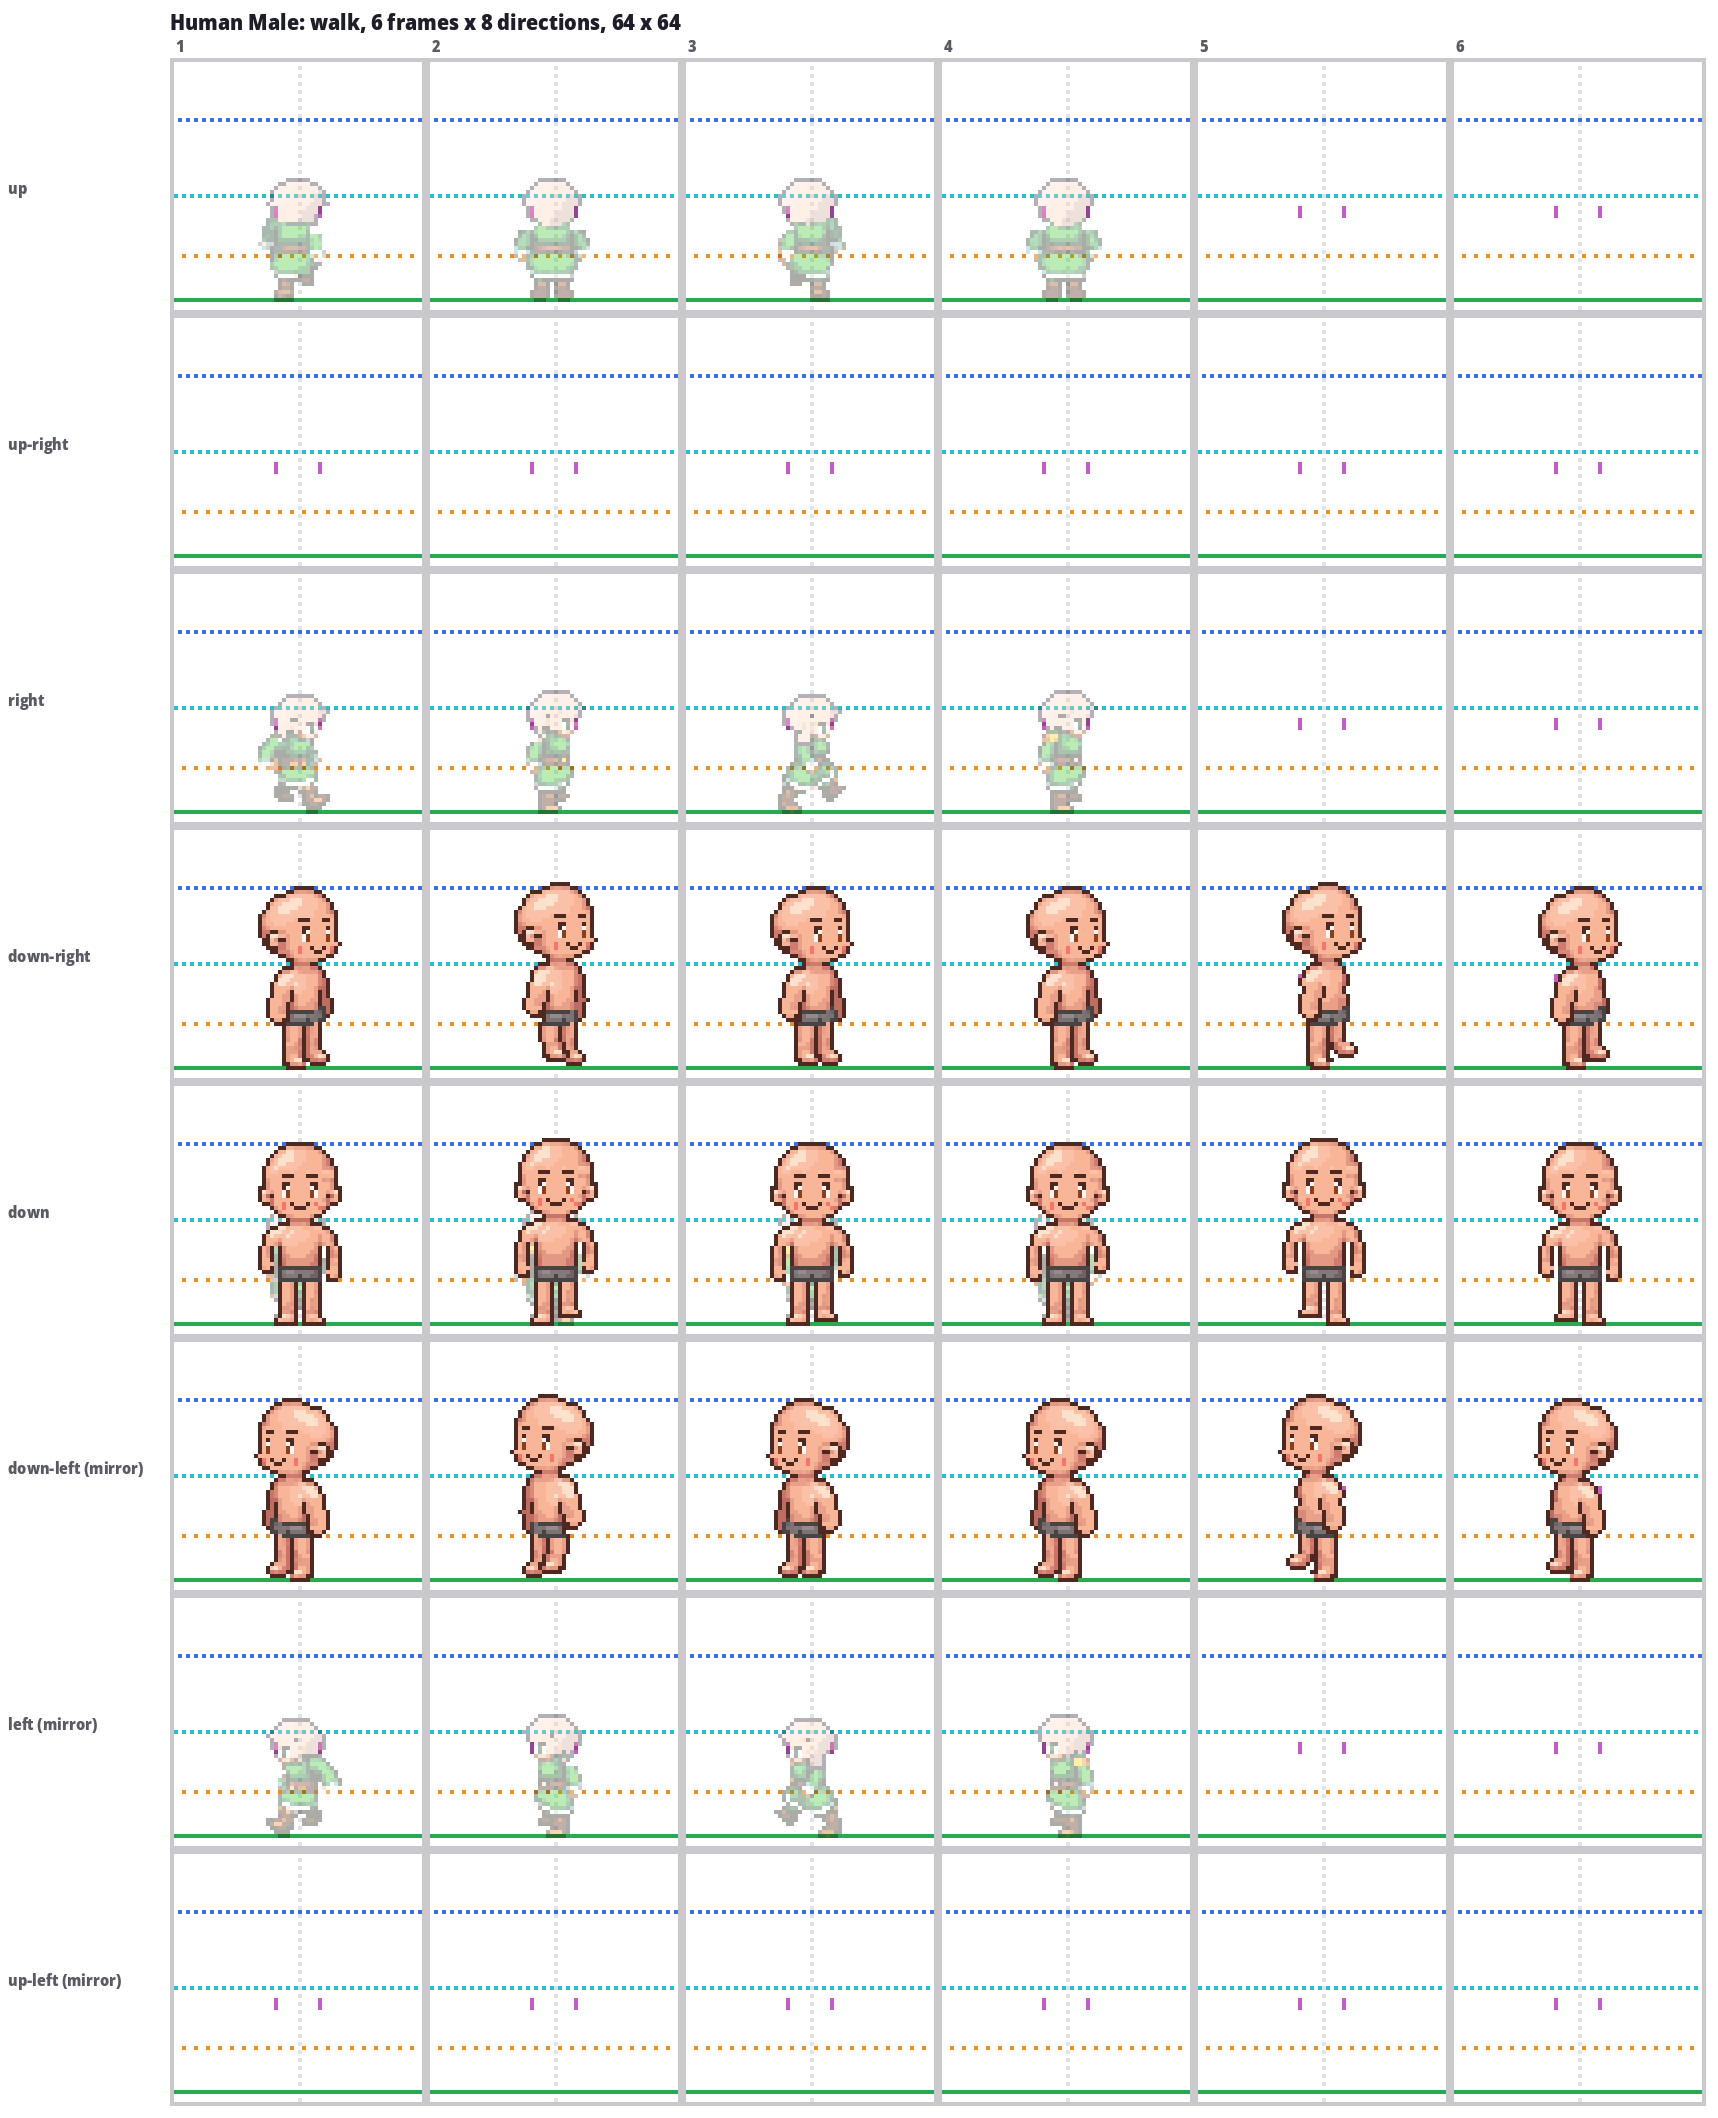 Human Male: walk, 6 frames x 8 directions, 64 x 64
1 2 3 4 5 6
up
up-right
right
down-right
down
down-left (mirror)
left (mirror)
up-left (mirror)